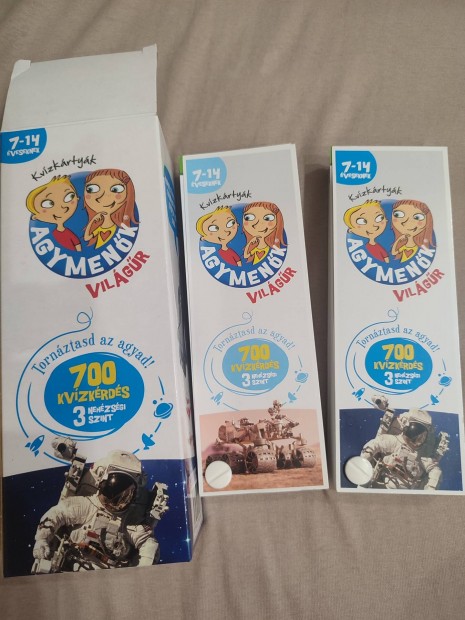 7-14
ÉVESEKNEK
Kvízkártyák
AGYMENŐK
VILÁGŰR
Tornáztasd az agyad!
700
KVÍZKÉRDÉS
3 NEHÉZSÉGI
SZINT
7-14
ÉVESEKNEK
Kvízkártyák
AGYMENŐK
VILÁGŰR
Tornáztasd az agyad!
700
KVÍZKÉRDÉS
3 NEHÉZSÉGI
SZINT
7-14
ÉVESEKNEK
Kvízkártyák
AGYMENŐK
VILÁGŰR
Tornáztasd az agyad!
700
KVÍZKÉRDÉS
3 NEHÉZSÉGI
SZINT